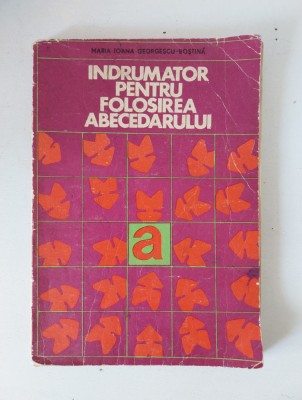 MARIA-IOANA GEORGESCU-BOȘTINĂ
INDRUMATOR
PENTRU
FOLOSIREA
ABECEDARULUI
a